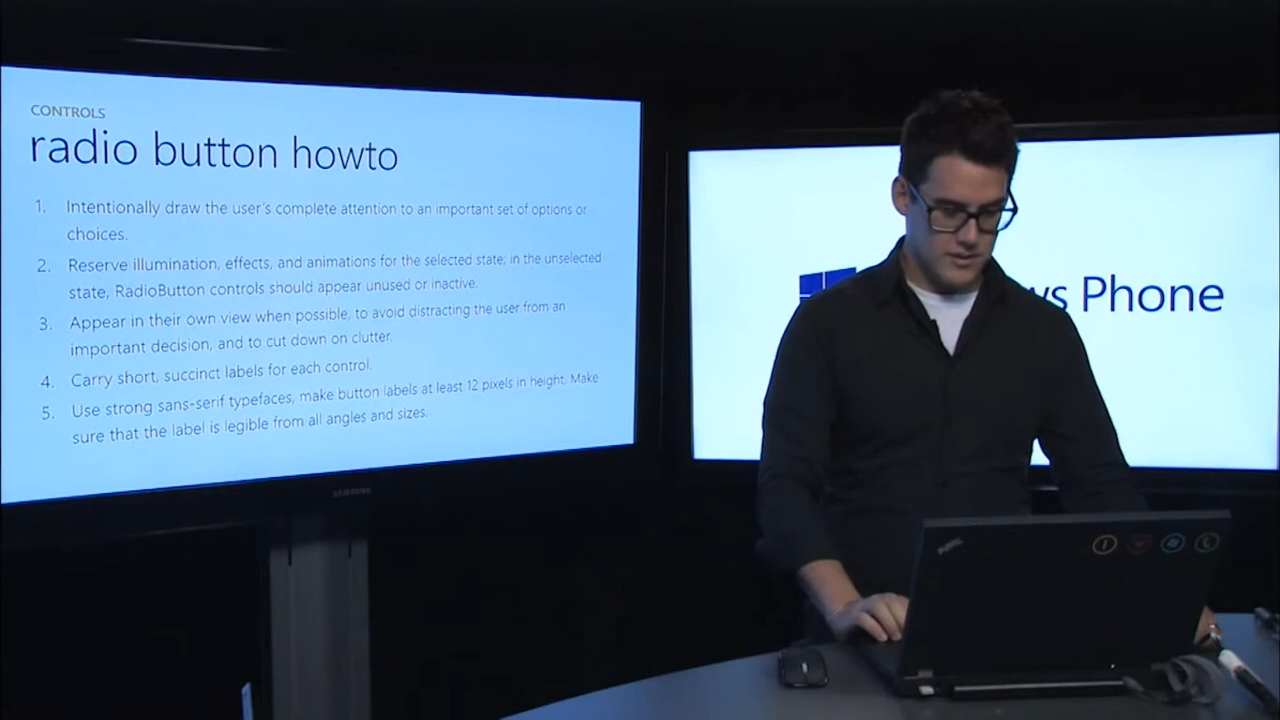 CONTROLS
radio button howto
1. Intentionally draw the user's complete attention to an important set of options or
choices.
2. Reserve illumination, effects, and animations for the selected state; in the unselected
state, RadioButton controls should appear unused or inactive.
3. Appear in their own view when possible, to avoid distracting the user from an
important decision, and to cut down on clutter.
4. Carry short, succinct labels for each control.
5. Use strong sans-serif typefaces, make button labels at least 12 pixels in height. Make
sure that the label is legible from all angles and sizes.
SAMSUNG
ws Phone
ThinkPad